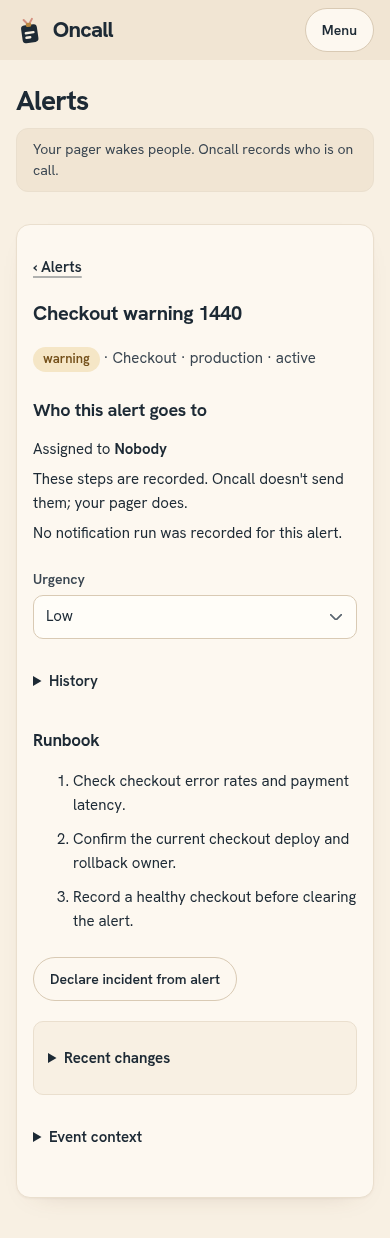 Oncall
Menu
Alerts
Your pager wakes people. Oncall records who is on
call.
‹ Alerts
Checkout warning 1440
warning · Checkout · production · active
Who this alert goes to
Assigned to Nobody
These steps are recorded. Oncall doesn't send
them; your pager does.
No notification run was recorded for this alert.
Urgency
Low
History
Runbook
1. Check checkout error rates and payment
latency.
2. Confirm the current checkout deploy and
rollback owner.
3. Record a healthy checkout before clearing
the alert.
Declare incident from alert
Recent changes
Event context